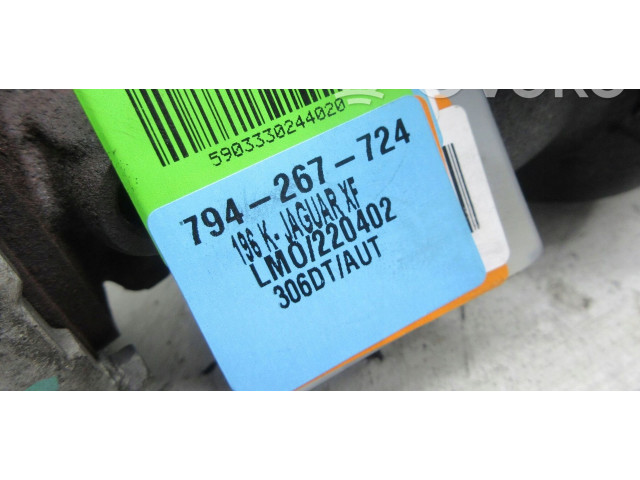 5903330244020
794-267-724
196 K. JAGUAR XF
LMO/220402
306DT/AUT